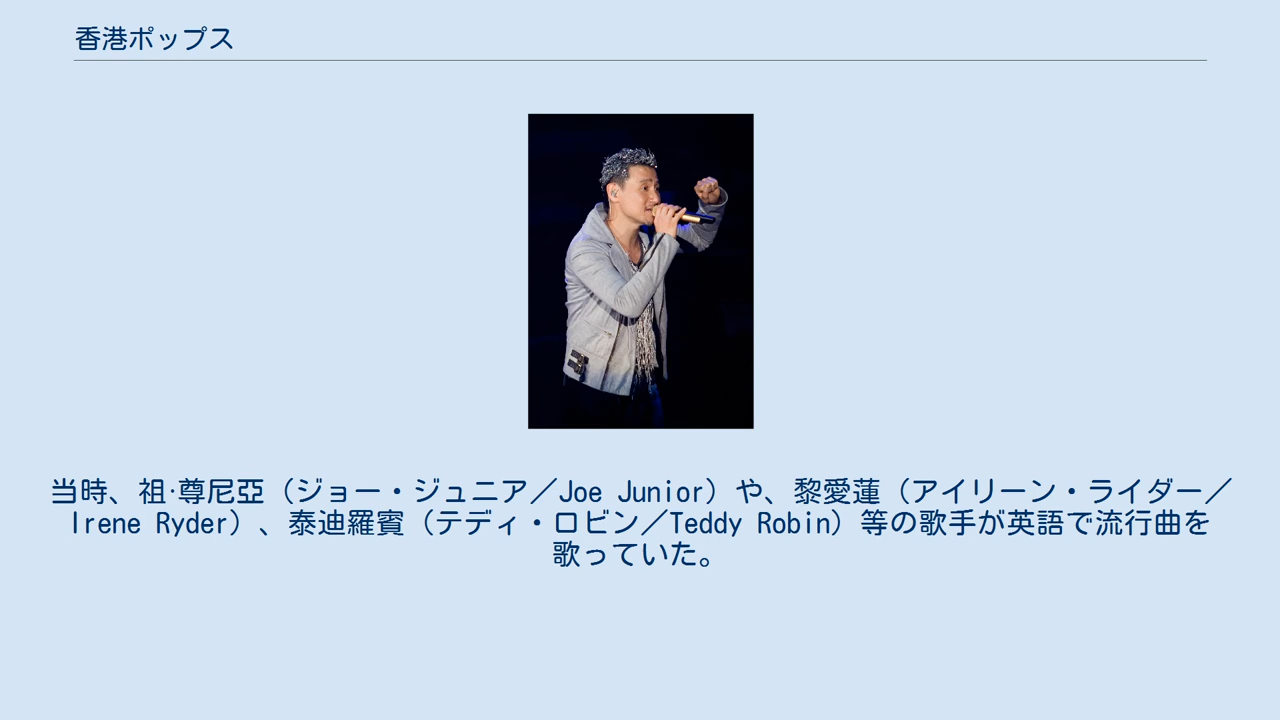 香港ポップス
当時、祖·尊尼亞（ジョー・ジュニア／Joe Junior）や、黎愛蓮（アイリーン・ライダー／
Irene Ryder）、泰迪羅賓（テディ・ロビン／Teddy Robin）等の歌手が英語で流行曲を
歌っていた。